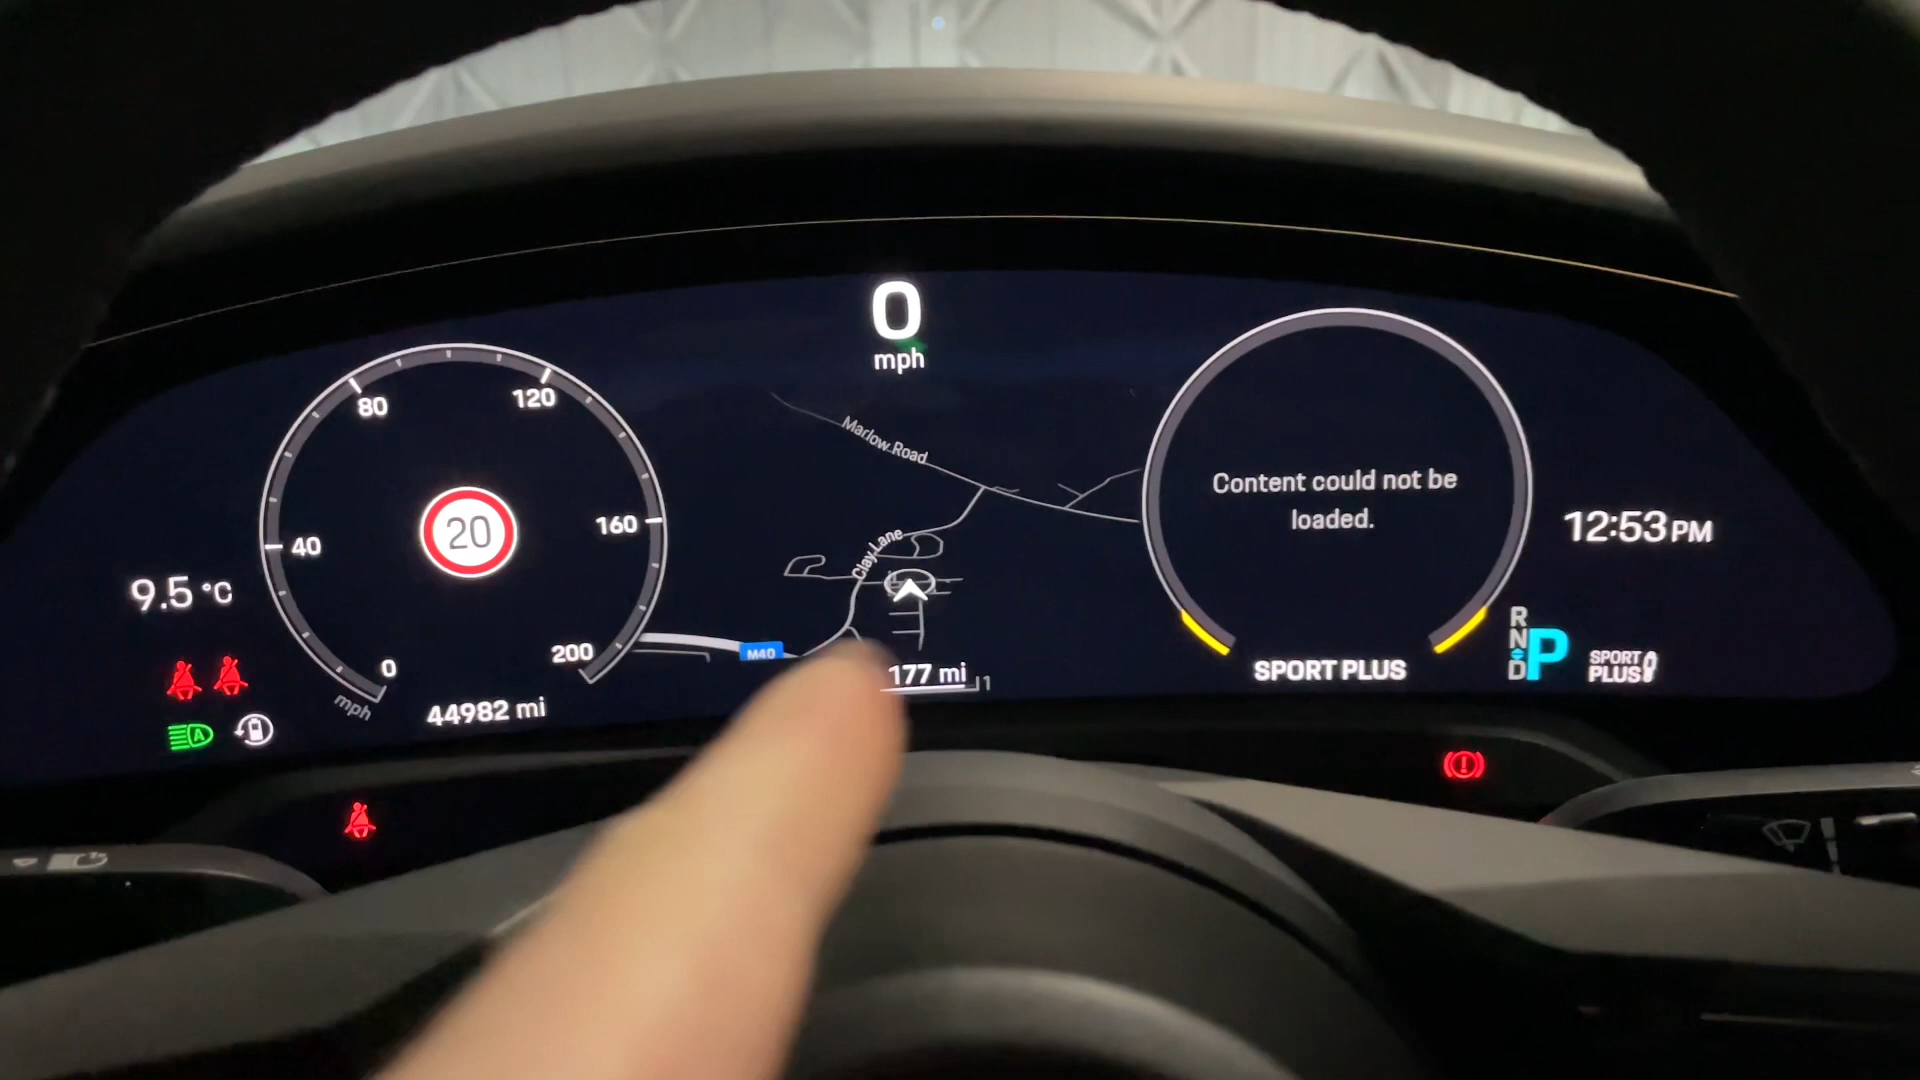 0
mph
80
120
40
160
0
200
20
mph
44982 mi
9.5 °C
A
Marlow Road
Clay Lane
M40
177 mi
Content could not be
loaded.
SPORT PLUS
12:53 PM
R
N
D
P
SPORT
PLUS